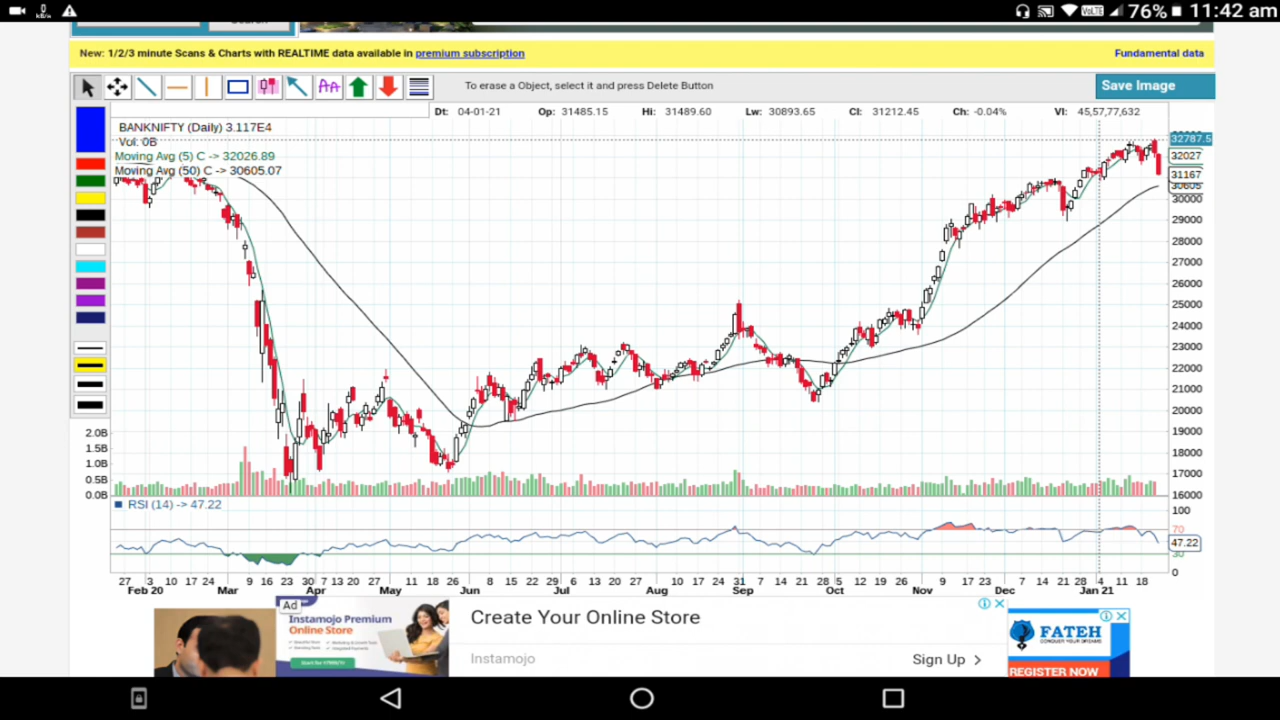 VoLTE 76% 11:42 am
Search
New: 1/2/3 minute Scans & Charts with REALTIME data available in premium subscription
Fundamental data
To erase a Object, select it and press Delete Button
Save Image
Dt: 04-01-21 Op: 31485.15 Hi: 31489.60 Lw: 30893.65 Cl: 31212.45 Ch: -0.04% Vl: 45,57,77,632
BANKNIFTY (Daily) 3.117E4
Vol: 0B
Moving Avg (5) C -> 32026.89
Moving Avg (50) C -> 30605.07
32787.5
32027
31167
30605
30000
29000
28000
27000
26000
25000
24000
23000
22000
21000
20000
19000
18000
17000
16000
2.0B
1.5B
1.0B
0.5B
0.0B
RSI (14) -> 47.22
100
70
47.22
30
0
27 3 10 17 24 9 16 23 30 7 13 20 27 11 18 26 8 15 22 29 6 13 20 27 10 17 24 31 7 14 21 28 5 12 19 26 9 17 23 7 14 21 28 4 11 18
Feb 20 Mar Apr May Jun Jul Aug Sep Oct Nov Dec Jan 21
Ad
Instamojo Premium
Online Store
Create Your Online Store
Instamojo
Sign Up
FATEH
REGISTER NOW